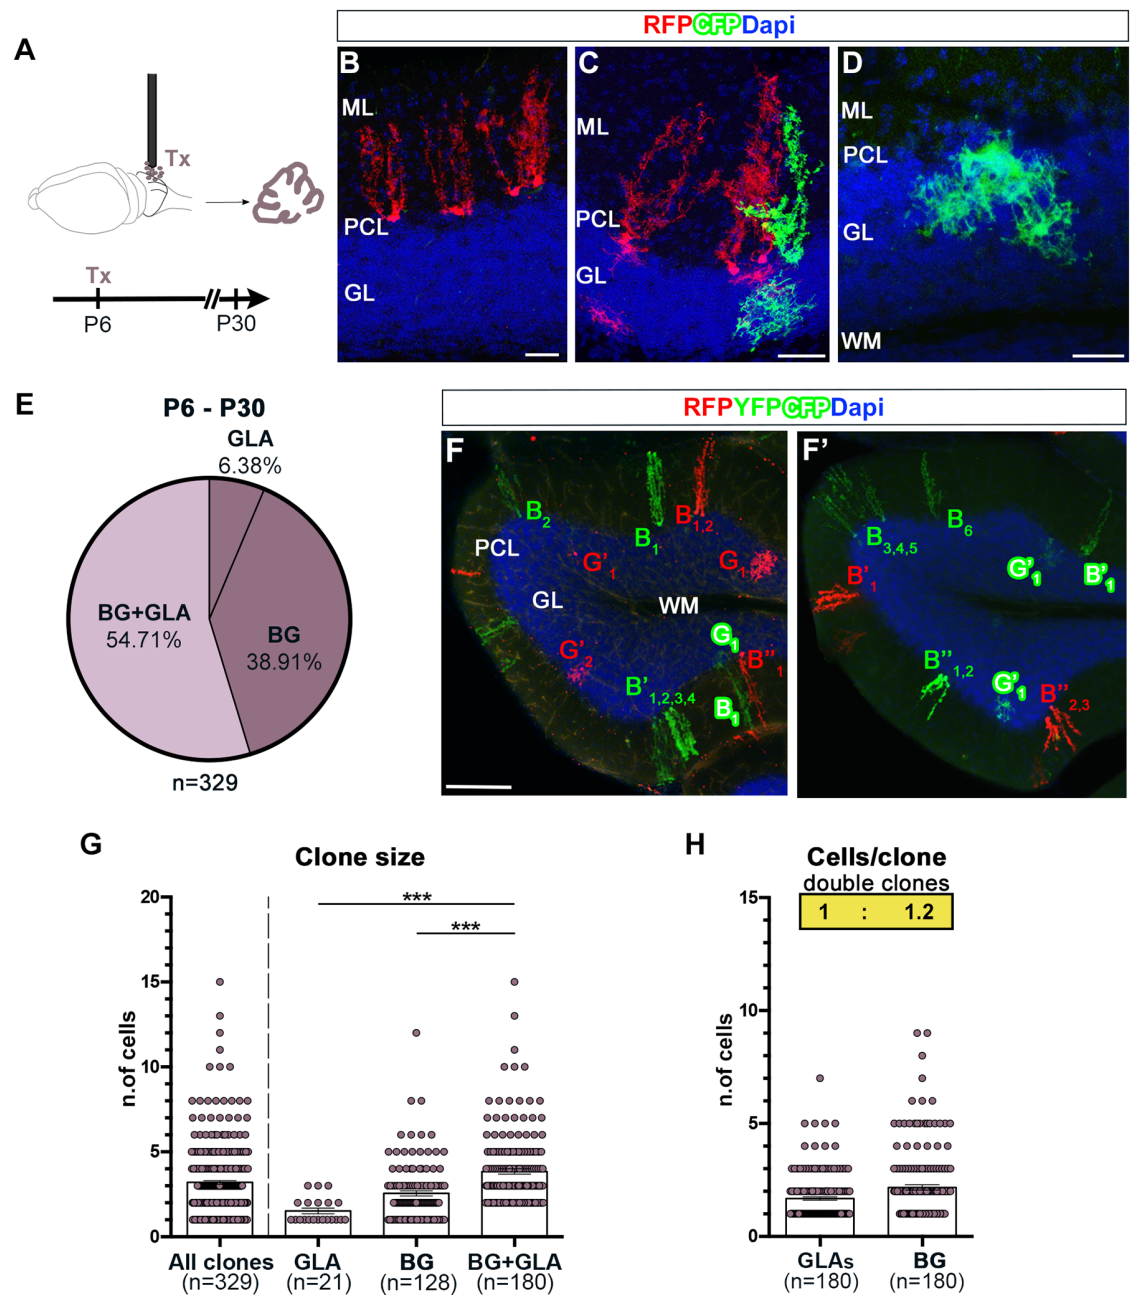 A
Tx
Tx
P6
P30
RFPCFPDapi
B
ML
PCL
GL
C
ML
PCL
GL
D
ML
PCL
GL
WM
E
P6 - P30
GLA
6.38%
BG+GLA
54.71%
BG
38.91%
n=329
RFPYFPCFPDapi
F
B2
B1
B1,2
PCL
G'1
G1
GL
WM
G1
G'2
B''1
B'1,2,3,4
B1
F'
B3,4,5
B6
G'1
B'1
B'1
B''1,2
G'1
B''2,3
G
Clone size
n.of cells
20
15
10
5
0
***
***
All clones
GLA
BG
BG+GLA
(n=329)
(n=21)
(n=128)
(n=180)
H
Cells/clone
double clones
1 : 1.2
n.of cells
15
10
5
0
GLAs
BG
(n=180)
(n=180)